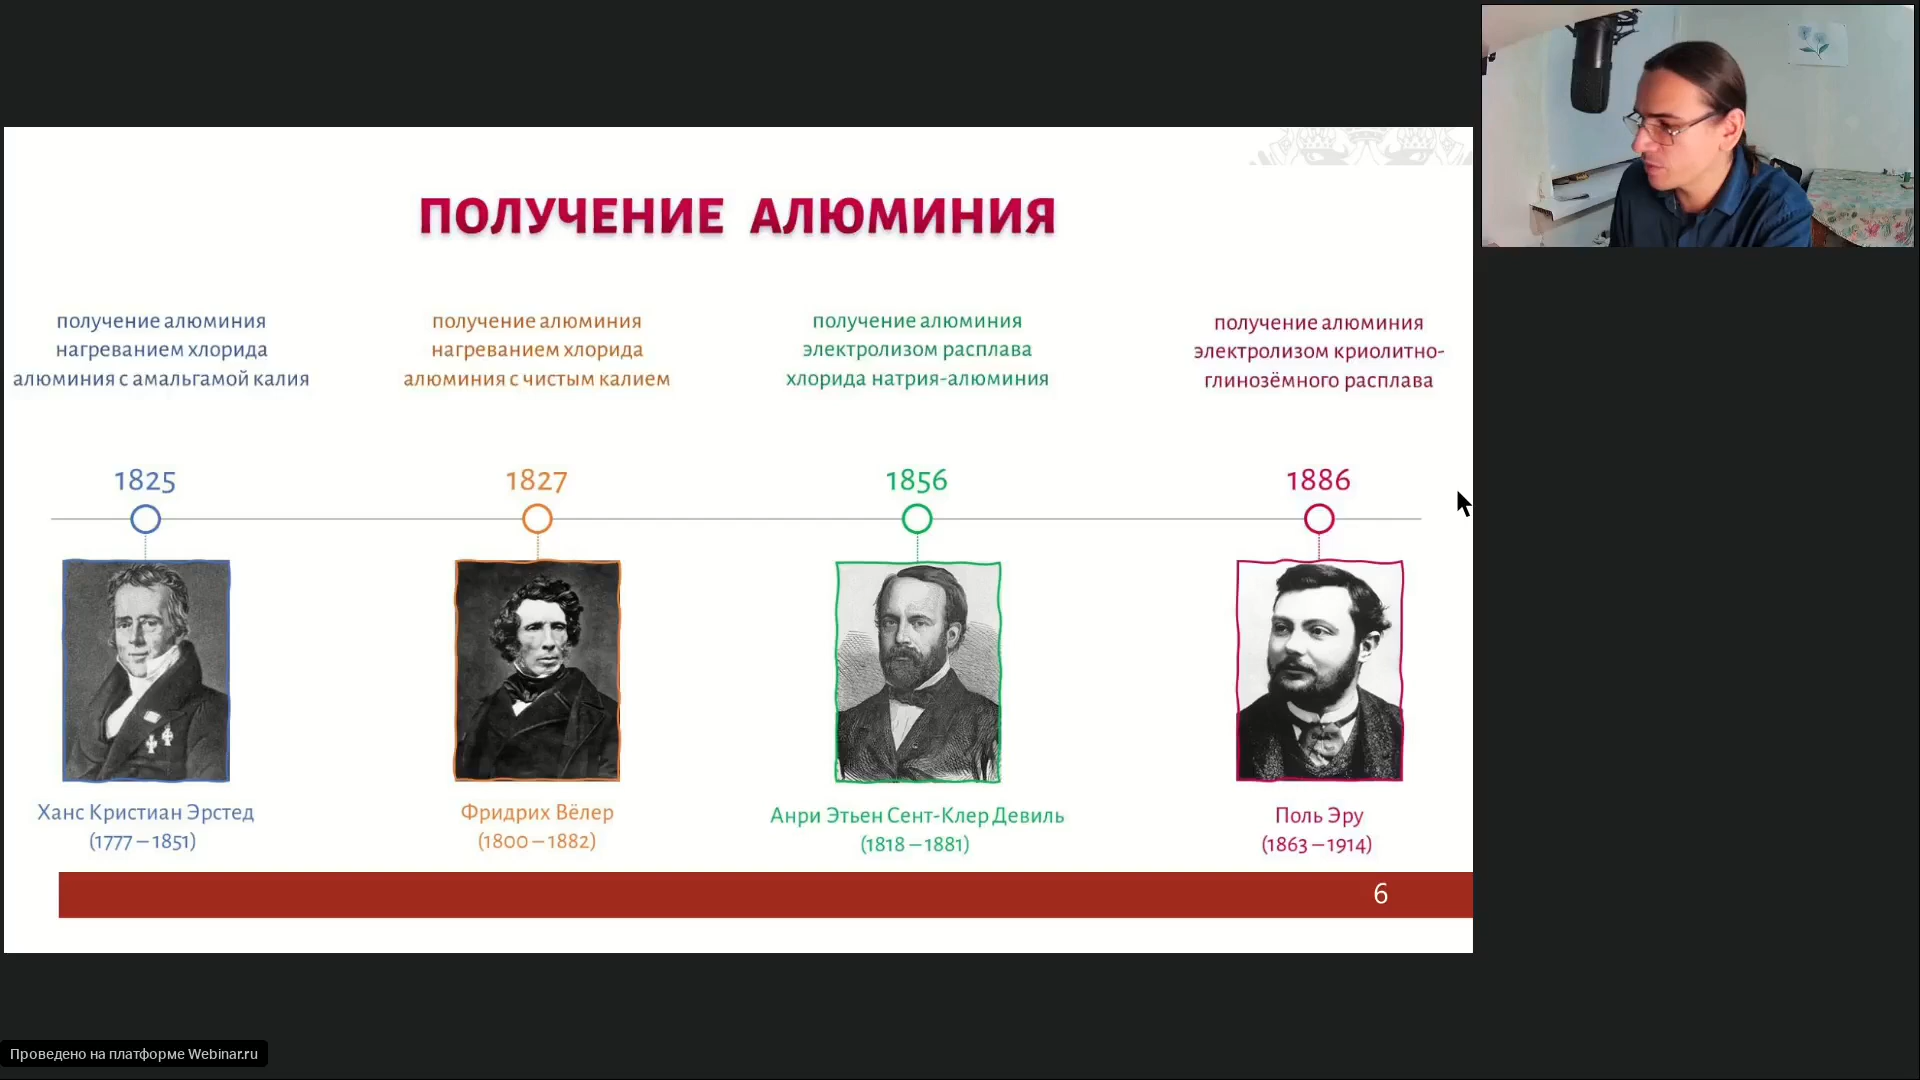 ПОЛУЧЕНИЕ АЛЮМИНИЯ
получение алюминия
нагреванием хлорида
алюминия с амальгамой калия
получение алюминия
нагреванием хлорида
алюминия с чистым калием
получение алюминия
электролизом расплава
хлорида натрия-алюминия
получение алюминия
электролизом криолитно-
глинозёмного расплава
1825
1827
1856
1886
Ханс Кристиан Эрстед
(1777 – 1851)
Фридрих Вёлер
(1800 – 1882)
Анри Этьен Сент-Клер Девиль
(1818 – 1881)
Поль Эру
(1863 – 1914)
6
Проведено на платформе Webinar.ru